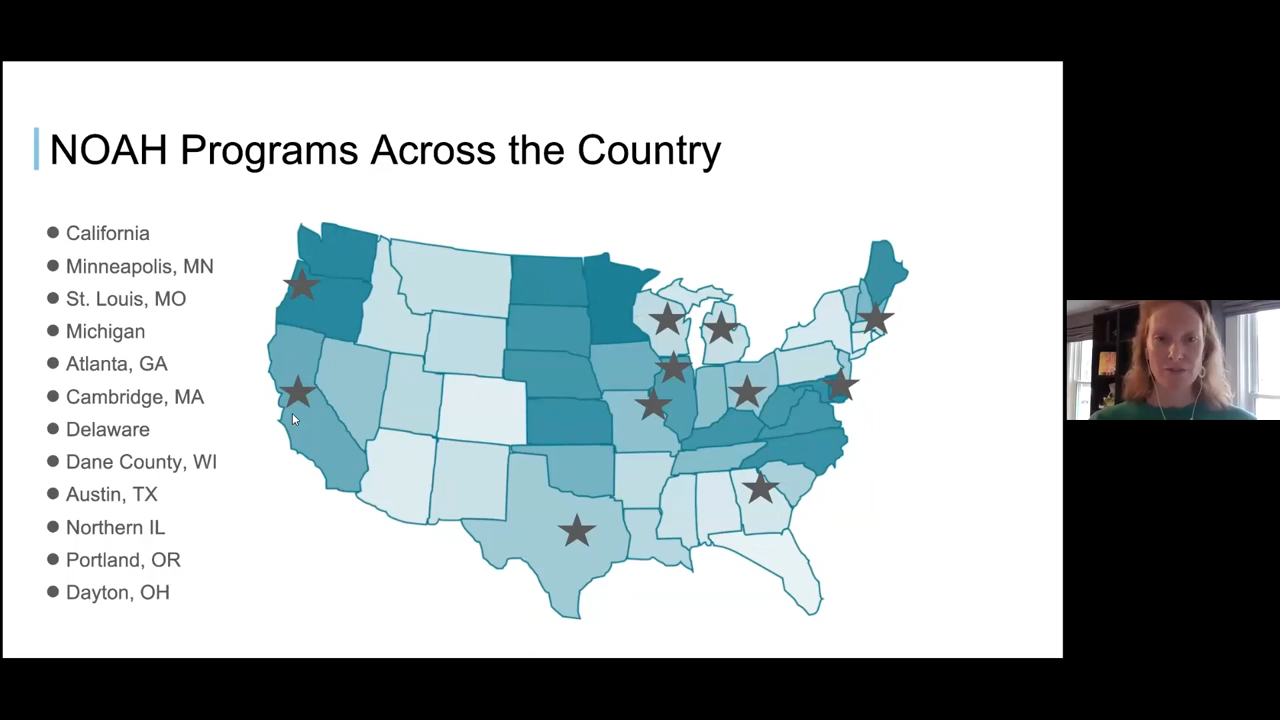 NOAH Programs Across the Country
California
Minneapolis, MN
St. Louis, MO
Michigan
Atlanta, GA
Cambridge, MA
Delaware
Dane County, WI
Austin, TX
Northern IL
Portland, OR
Dayton, OH